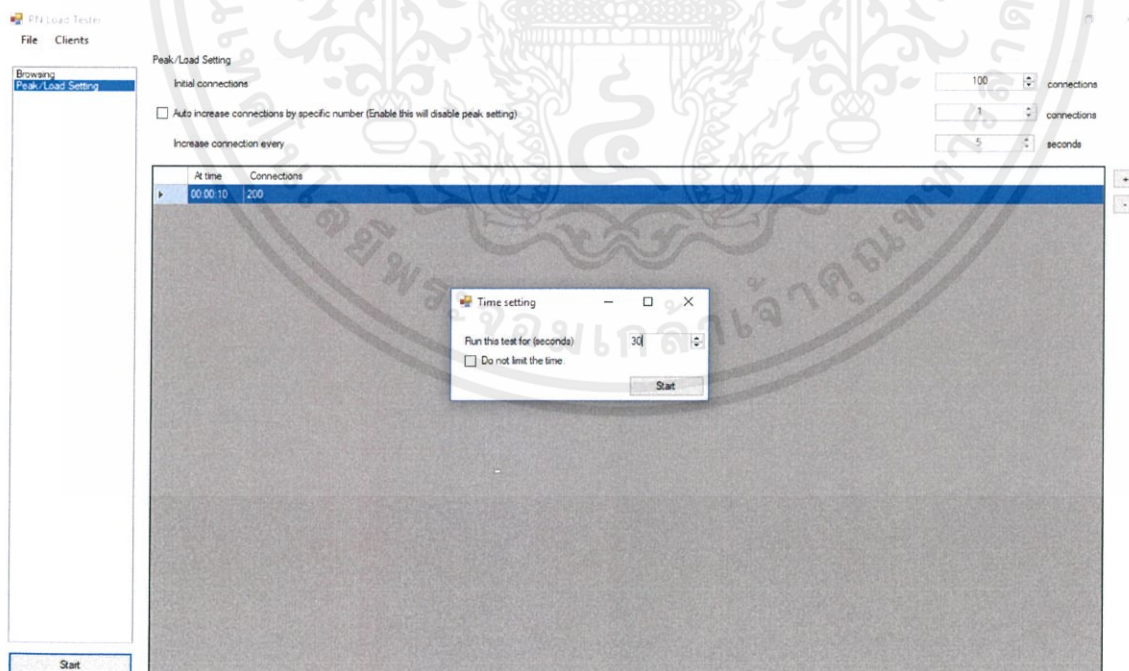 PN Load Tester
File Clients
Browsing
Peak/Load Setting
Peak/Load Setting
Initial connections 100 connections
Auto increase connections by specific number (Enable this will disable peak setting) 1 connections
Increase connection every 5 seconds
At time Connections
00:00:10 200
+
-
Time setting
Run this test for (seconds) 30
Do not limit the time.
Start
Start